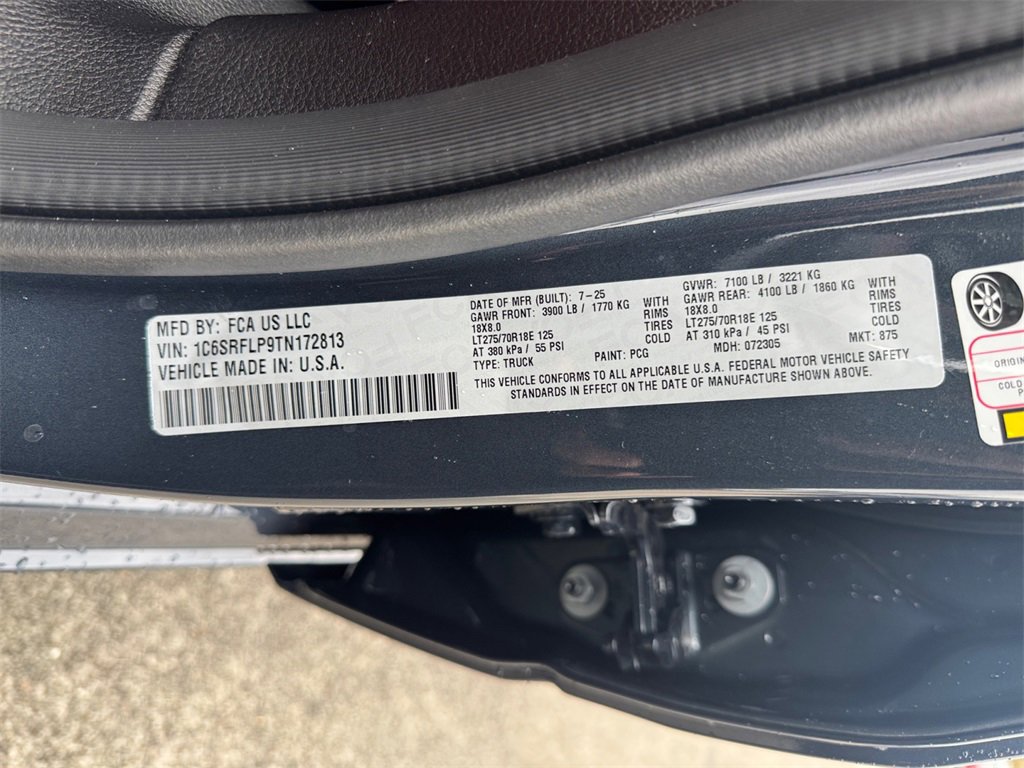 MFD BY: FCA US LLC
VIN: 1C6SRFLP9TN172813
VEHICLE MADE IN: U.S.A.
DATE OF MFR (BUILT): 7-25
GAWR FRONT: 3900 LB / 1770 KG WITH
18X8.0 RIMS
LT275/70R18E 125 TIRES
AT 380 kPa / 55 PSI COLD
TYPE: TRUCK PAINT: PCG
GVWR: 7100 LB / 3221 KG
GAWR REAR: 4100 LB / 1860 KG WITH
18X8.0 RIMS
LT275/70R18E 125 TIRES
AT 310 kPa / 45 PSI COLD
MDH: 072305 MKT: 875
THIS VEHICLE CONFORMS TO ALL APPLICABLE U.S.A. FEDERAL MOTOR VEHICLE SAFETY
STANDARDS IN EFFECT ON THE DATE OF MANUFACTURE SHOWN ABOVE.
COLD